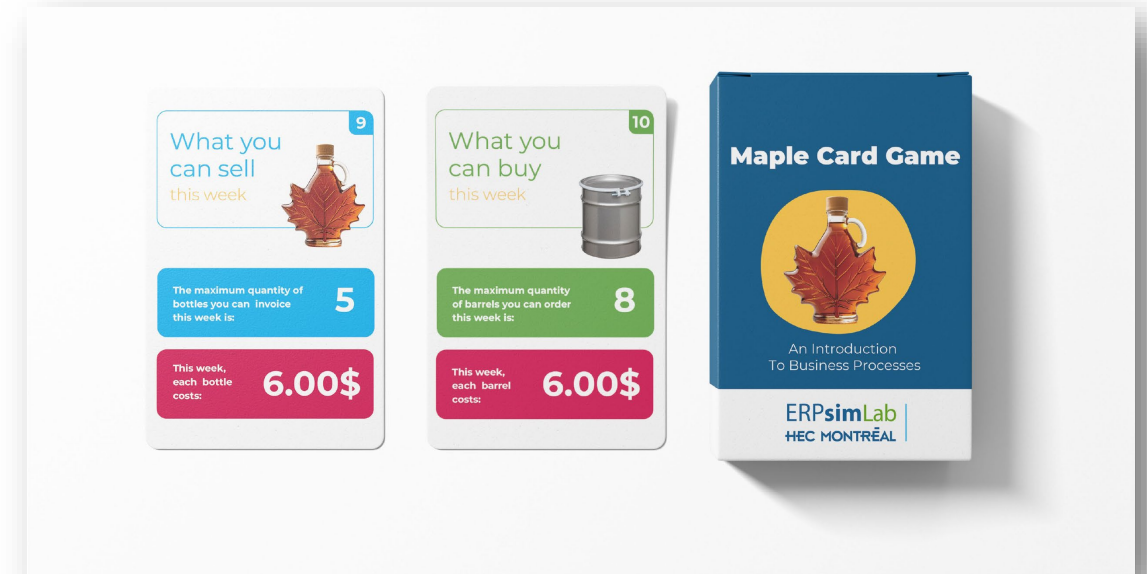 9
What you
can sell
this week
The maximum quantity of
bottles you can invoice
this week is:
5
This week,
each bottle
costs:
6.00$
10
What you
can buy
this week
The maximum quantity
of barrels you can order
this week is:
8
This week,
each barrel
costs:
6.00$
Maple Card Game
An Introduction
To Business Processes
ERPsimLab
HEC MONTRÉAL